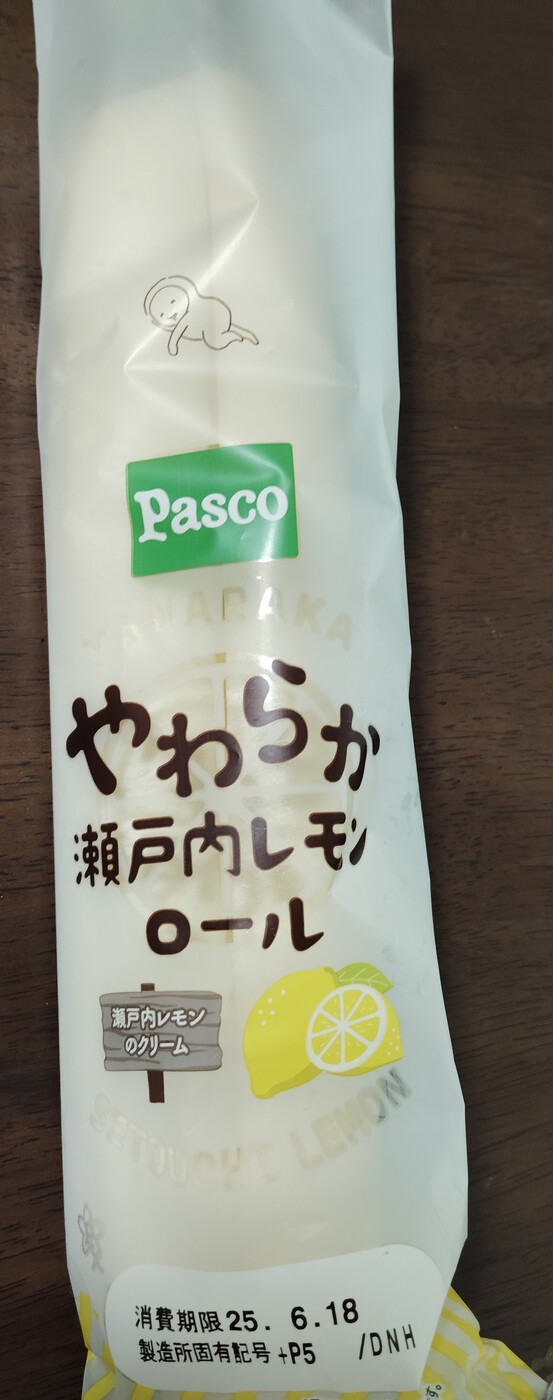 Pasco
YAWARAKA
やわらか
瀬戸内レモン
ロール
瀬戸内レモン
のクリーム
SETOUCHI LEMON
消費期限25. 6.18
製造所固有記号+P5 /DNH